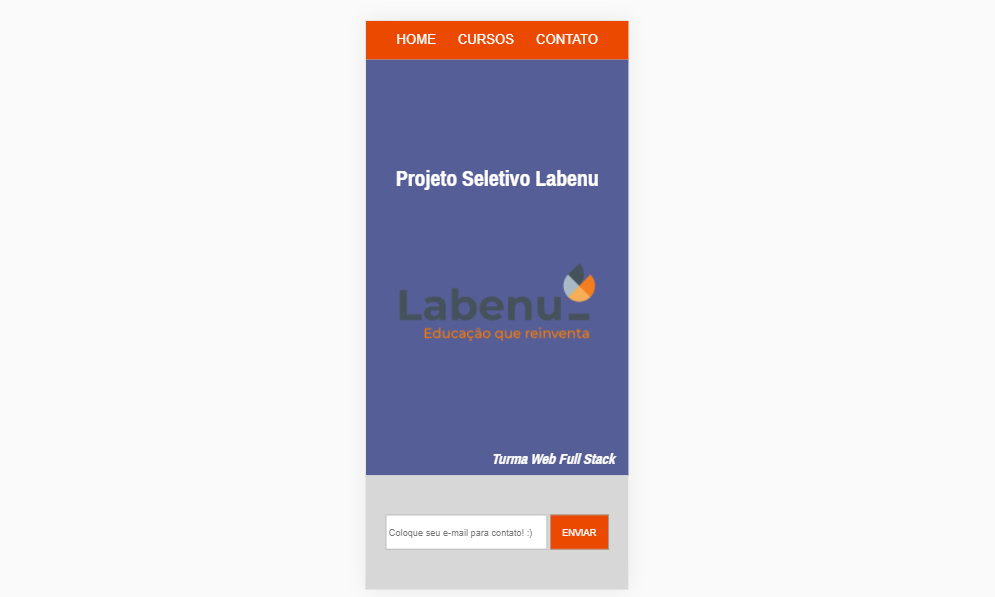 HOME CURSOS CONTATO
Projeto Seletivo Labenu
Labenu_
Educação que reinventa
Turma Web Full Stack
Coloque seu e-mail para contato! :) ENVIAR